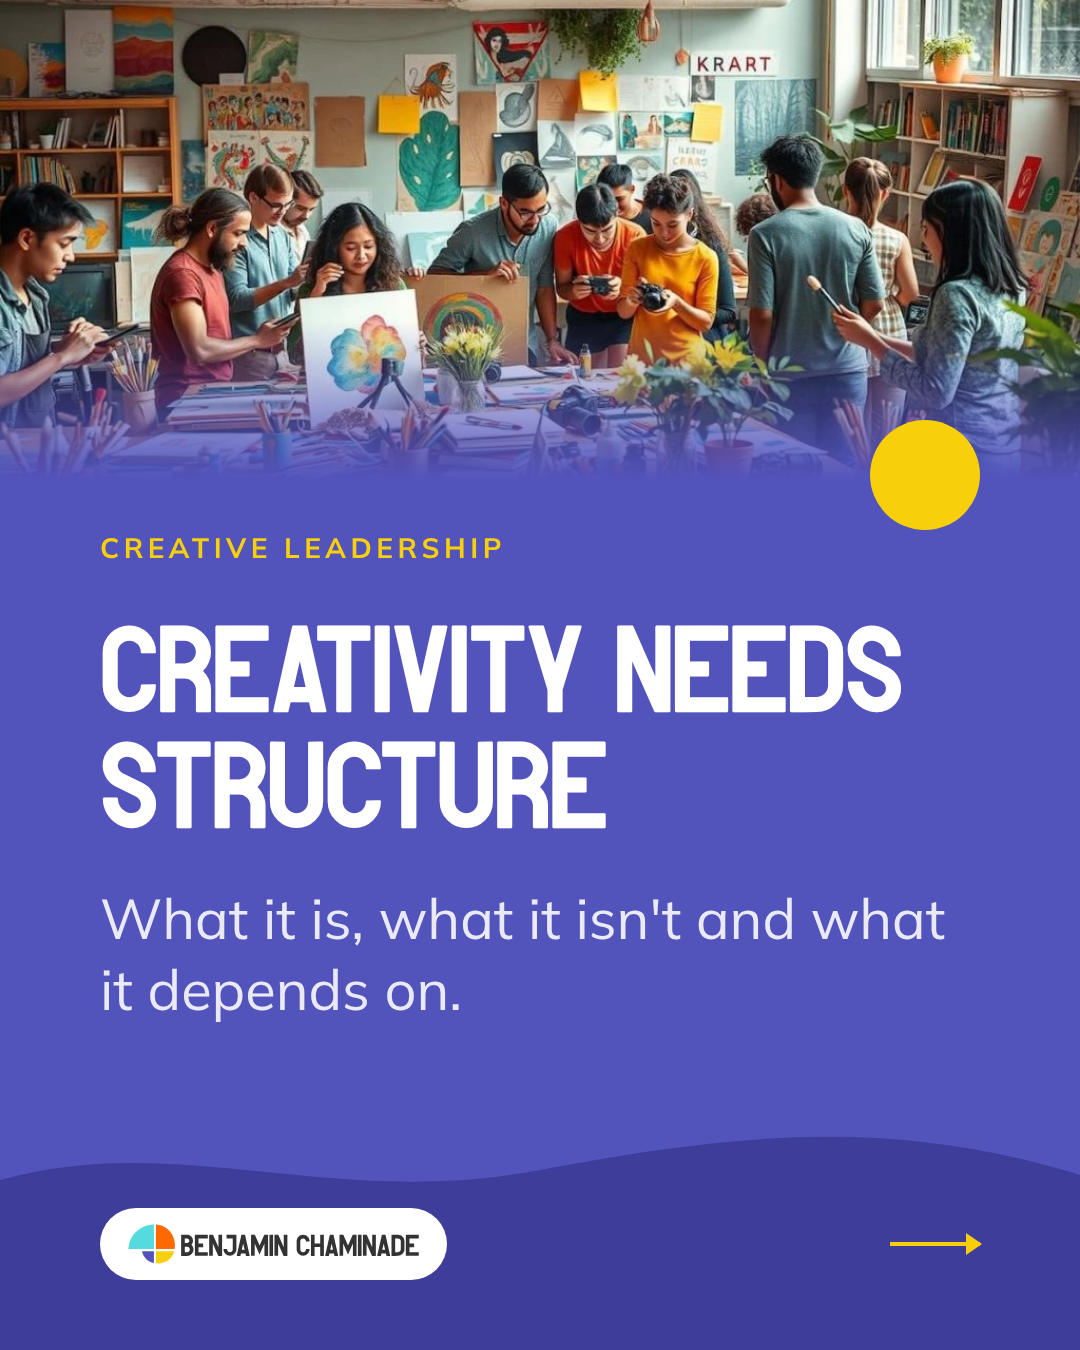 KRART
CREATIVE LEADERSHIP
CREATIVITY NEEDS
STRUCTURE
What it is, what it isn't and what
it depends on.
BENJAMIN CHAMINADE